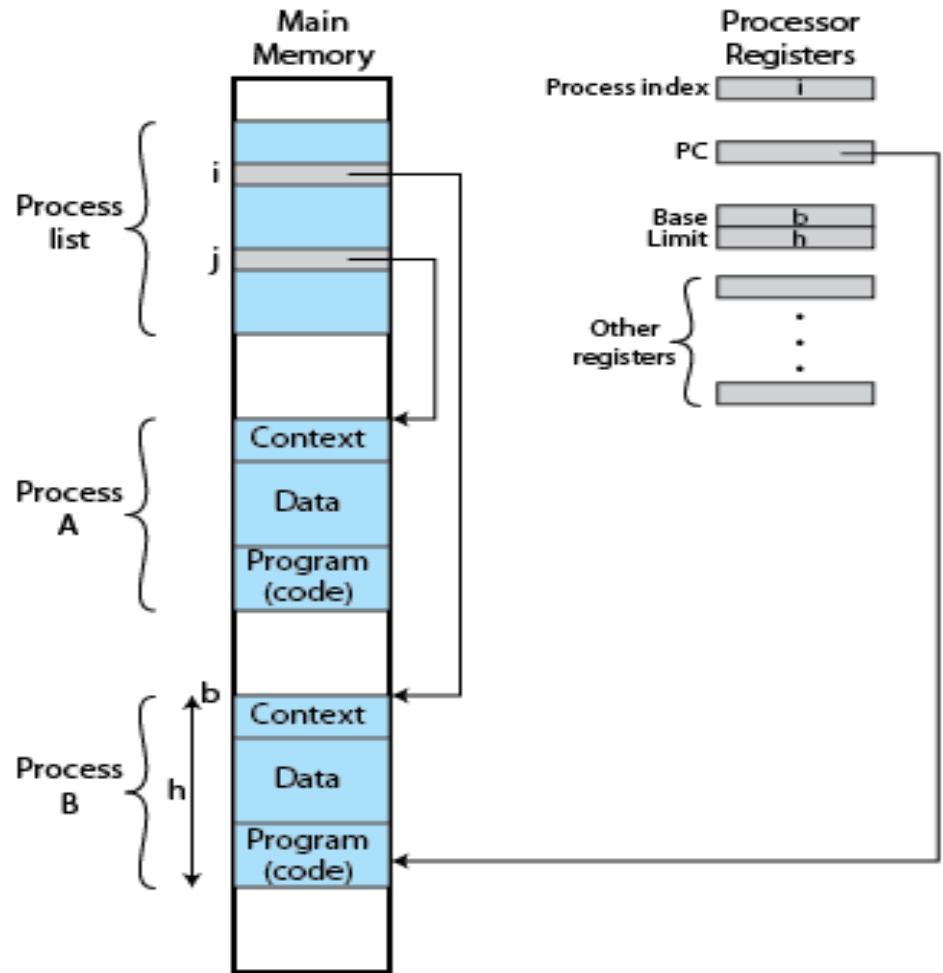 Main
Memory
Processor
Registers
Process index
i
PC
Base
b
Limit
h
Other
registers
Process
list
i
j
Process
A
Context
Data
Program
(code)
b
Process
B
h
Context
Data
Program
(code)